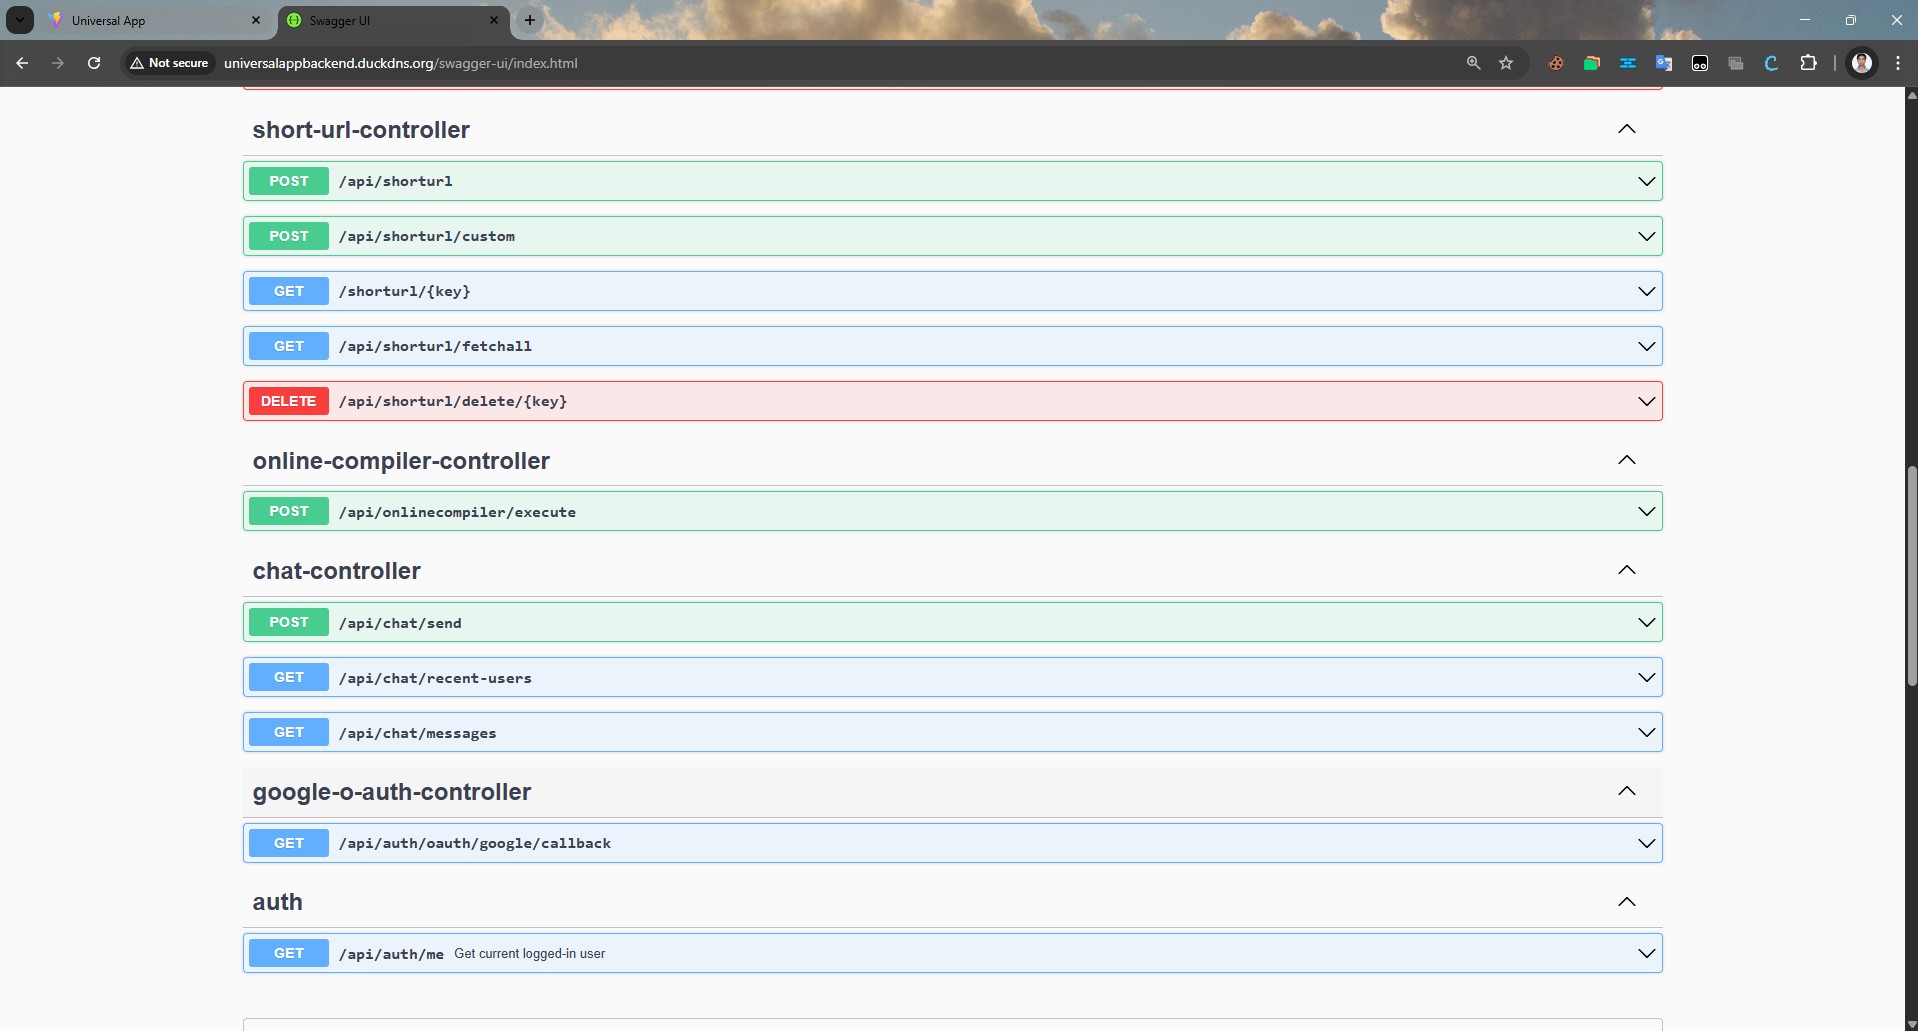 Universal App
Swagger UI
Not secure
universalappbackend.duckdns.org/swagger-ui/index.html
short-url-controller
POST /api/shorturl
POST /api/shorturl/custom
GET /shorturl/{key}
GET /api/shorturl/fetchall
DELETE /api/shorturl/delete/{key}
online-compiler-controller
POST /api/onlinecompiler/execute
chat-controller
POST /api/chat/send
GET /api/chat/recent-users
GET /api/chat/messages
google-o-auth-controller
GET /api/auth/oauth/google/callback
auth
GET /api/auth/me Get current logged-in user